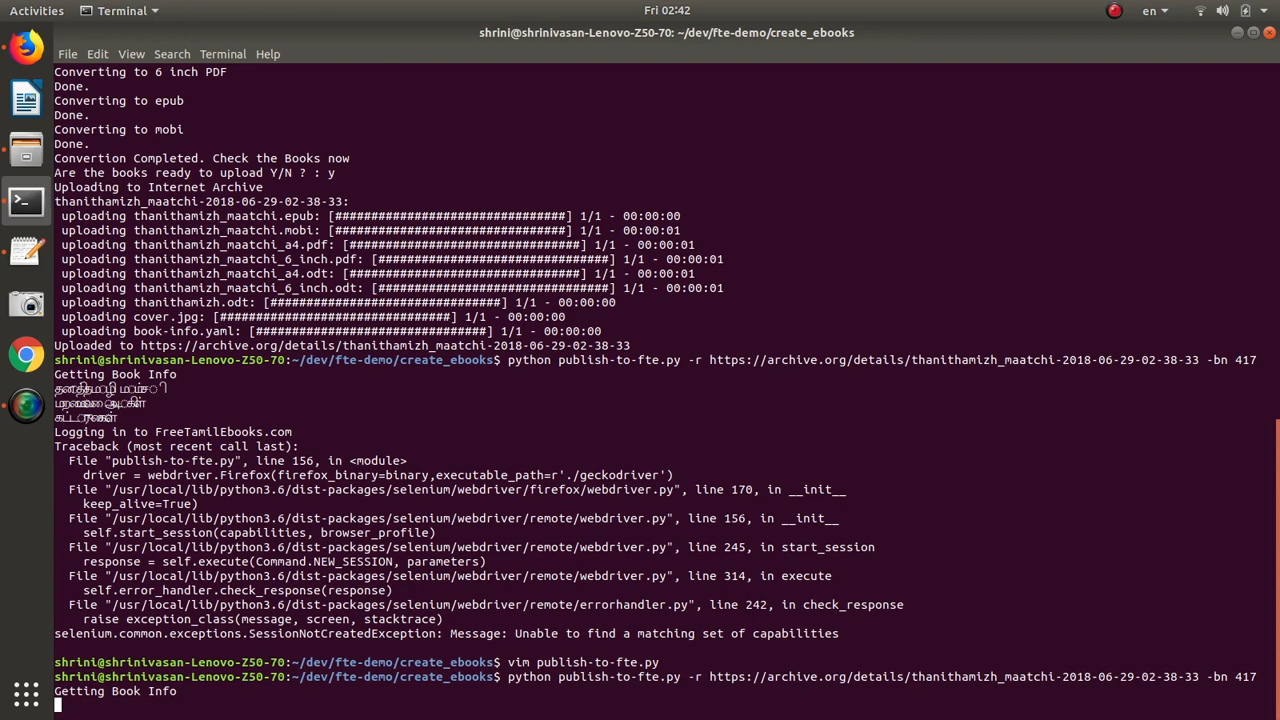 Activities Terminal Fri 02:42 en
shrini@shrinivasan-Lenovo-Z50-70: ~/dev/fte-demo/create_ebooks
File Edit View Search Terminal Help
Converting to 6 inch PDF
Done.
Converting to epub
Done.
Converting to mobi
Done.
Convertion Completed. Check the Books now
Are the books ready to upload Y/N ? : y
Uploading to Internet Archive
thanithamizh_maatchi-2018-06-29-02-38-33:
uploading thanithamizh_maatchi.epub: [################################] 1/1 - 00:00:00
uploading thanithamizh_maatchi.mobi: [################################] 1/1 - 00:00:01
uploading thanithamizh_maatchi_a4.pdf: [################################] 1/1 - 00:00:01
uploading thanithamizh_maatchi_6_inch.pdf: [################################] 1/1 - 00:00:01
uploading thanithamizh_maatchi_a4.odt: [################################] 1/1 - 00:00:01
uploading thanithamizh_maatchi_6_inch.odt: [################################] 1/1 - 00:00:01
uploading thanithamizh.odt: [################################] 1/1 - 00:00:00
uploading cover.jpg: [################################] 1/1 - 00:00:00
uploading book-info.yaml: [################################] 1/1 - 00:00:00
Uploaded to https://archive.org/details/thanithamizh_maatchi-2018-06-29-02-38-33
shrini@shrinivasan-Lenovo-Z50-70:~/dev/fte-demo/create_ebooks$ python publish-to-fte.py -r https://archive.org/details/thanithamizh_maatchi-2018-06-29-02-38-33 -bn 417
Getting Book Info
Logging in to FreeTamilEbooks.com
Traceback (most recent call last):
File "publish-to-fte.py", line 156, in <module>
driver = webdriver.Firefox(firefox_binary=binary,executable_path=r'./geckodriver')
File "/usr/local/lib/python3.6/dist-packages/selenium/webdriver/firefox/webdriver.py", line 170, in __init__
keep_alive=True)
File "/usr/local/lib/python3.6/dist-packages/selenium/webdriver/remote/webdriver.py", line 156, in __init__
self.start_session(capabilities, browser_profile)
File "/usr/local/lib/python3.6/dist-packages/selenium/webdriver/remote/webdriver.py", line 245, in start_session
response = self.execute(Command.NEW_SESSION, parameters)
File "/usr/local/lib/python3.6/dist-packages/selenium/webdriver/remote/webdriver.py", line 314, in execute
self.error_handler.check_response(response)
File "/usr/local/lib/python3.6/dist-packages/selenium/webdriver/remote/errorhandler.py", line 242, in check_response
raise exception_class(message, screen, stacktrace)
selenium.common.exceptions.SessionNotCreatedException: Message: Unable to find a matching set of capabilities
shrini@shrinivasan-Lenovo-Z50-70:~/dev/fte-demo/create_ebooks$ vim publish-to-fte.py
shrini@shrinivasan-Lenovo-Z50-70:~/dev/fte-demo/create_ebooks$ python publish-to-fte.py -r https://archive.org/details/thanithamizh_maatchi-2018-06-29-02-38-33 -bn 417
Getting Book Info